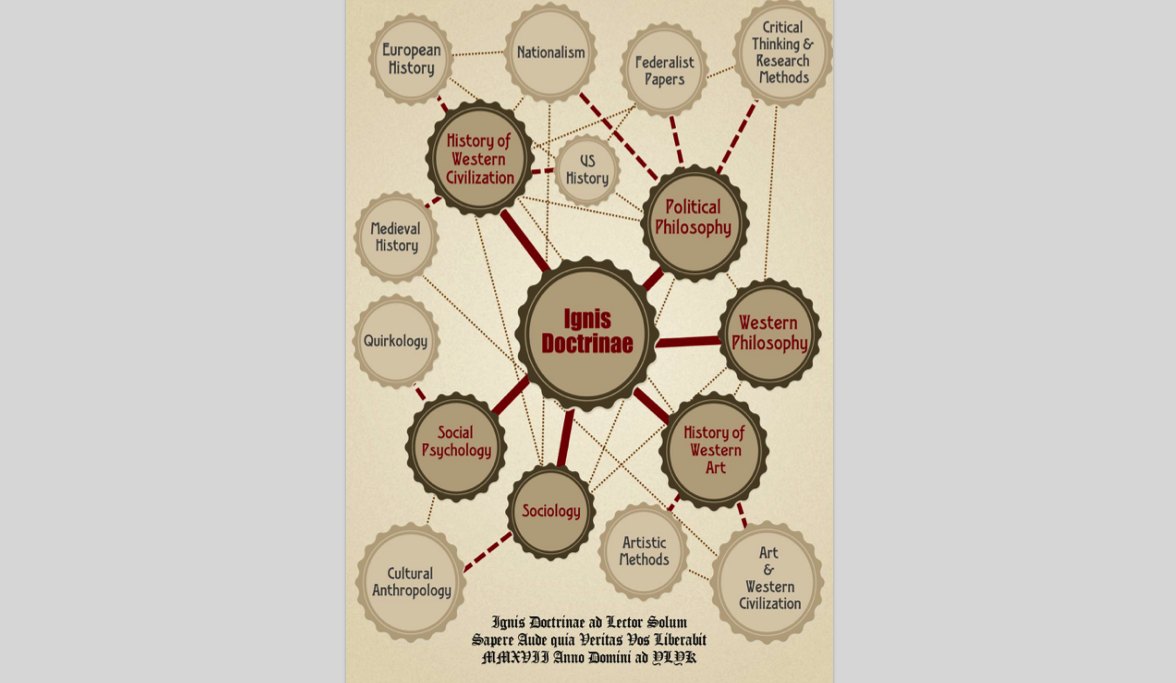 European
History
Nationalism
Federalist
Papers
Critical
Thinking &
Research
Methods
History of
Western
Civilization
US
History
Political
Philosophy
Medieval
History
Ignis
Doctrinae
Western
Philosophy
Quirkology
Social
Psychology
History of
Western
Art
Sociology
Artistic
Methods
Art
&
Western
Civilization
Cultural
Anthropology
Ignis Doctrinae ad Lector Solum
Sapere Aude quia Veritas Vos Liberabit
MMXVII Anno Domini ad